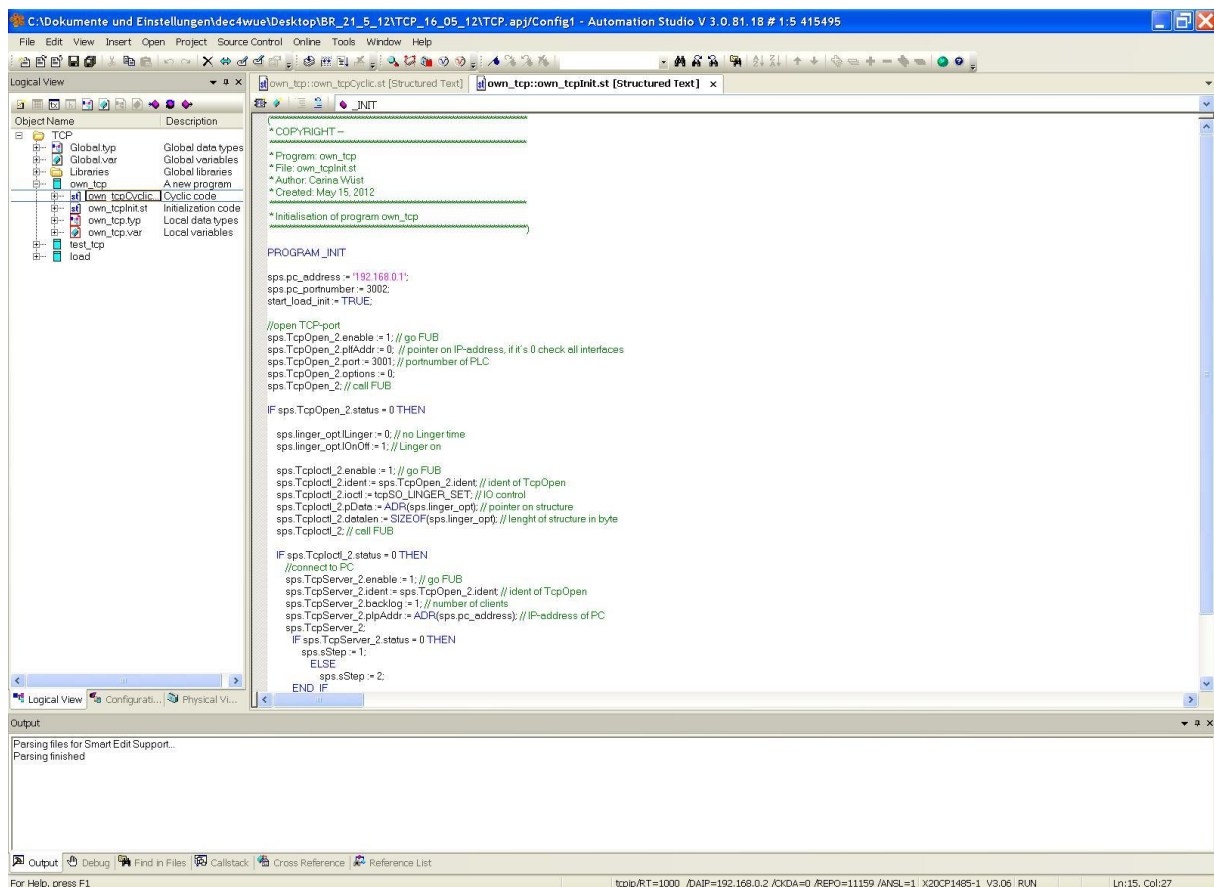 C:\Dokumente und Einstellungen\dec4wue\Desktop\BR_21_5_12\TCP_16_05_12\TCP.apj/Config1 - Automation Studio V 3.0.81.18 # 1:5 415495
File Edit View Insert Open Project Source Control Online Tools Window Help
Logical View
own_tcp::own_tcpCyclic.st [Structured Text] own_tcp::own_tcpInit.st [Structured Text]
_INIT
Object Name Description
TCP
Global.typ Global data types
Global.var Global variables
Libraries Global libraries
own_tcp A new program
own_tcpCyclic... Cyclic code
own_tcpInit.st Initialization code
own_tcp.typ Local data types
own_tcp.var Local variables
test_tcp
load
* COPYRIGHT --
* Program: own_tcp
* File: own_tcpInit.st
* Author: Carina Wüst
* Created: May 15, 2012
* Initialisation of program own_tcp
PROGRAM _INIT
sps.pc_address := '192.168.0.1';
sps.pc_portnumber := 3002;
start_load_init := TRUE;
//open TCP-port
sps.TcpOpen_2.enable := 1; // go FUB
sps.TcpOpen_2.pIfAddr := 0; // pointer on IP-address, if it´s 0 check all interfaces
sps.TcpOpen_2.port := 3001; // portnumber of PLC
sps.TcpOpen_2.options := 0;
sps.TcpOpen_2; // call FUB
IF sps.TcpOpen_2.status = 0 THEN
sps.linger_opt.lLinger := 0; // no Linger time
sps.linger_opt.lOnOff := 1; // Linger on
sps.TcpIoctl_2.enable := 1; // go FUB
sps.TcpIoctl_2.ident := sps.TcpOpen_2.ident; // ident of TcpOpen
sps.TcpIoctl_2.ioctl := tcpSO_LINGER_SET; // IO control
sps.TcpIoctl_2.pData := ADR(sps.linger_opt); // pointer on structure
sps.TcpIoctl_2.datalen := SIZEOF(sps.linger_opt); // lenght of structure in byte
sps.TcpIoctl_2; // call FUB
IF sps.TcpIoctl_2.status = 0 THEN
//connect to PC
sps.TcpServer_2.enable := 1; // go FUB
sps.TcpServer_2.ident := sps.TcpOpen_2.ident; // ident of TcpOpen
sps.TcpServer_2.backlog := 1; // number of clients
sps.TcpServer_2.pIpAddr := ADR(sps.pc_address); // IP-address of PC
sps.TcpServer_2;
IF sps.TcpServer_2.status = 0 THEN
sps.sStep := 1;
ELSE
sps.sStep := 2;
END_IF
Logical View Configurati... Physical Vi...
Output
Parsing files for Smart Edit Support...
Parsing finished
Output Debug Find in Files Callstack Cross Reference Reference List
For Help, press F1 tcpip/RT=1000 /DAIP=192.168.0.2 /CKDA=0 /REPO=11159 /ANSL=1 X20CP1485-1 V3.06 RUN Ln:15, Col:27